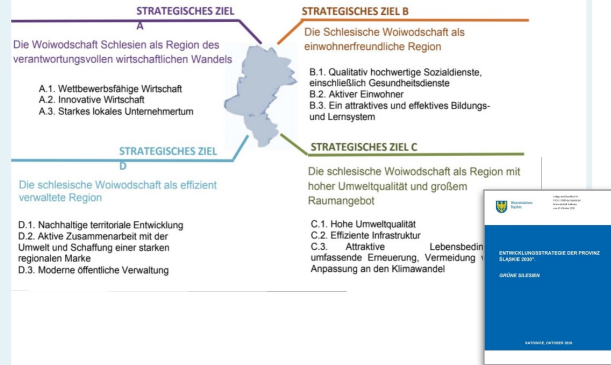 STRATEGISCHES ZIEL
A
Die Woiwodschaft Schlesien als Region des
verantwortungsvollen wirtschaftlichen Wandels
A.1. Wettbewerbsfähige Wirtschaft
A.2. Innovative Wirtschaft
A.3. Starkes lokales Unternehmertum
STRATEGISCHES ZIEL B
Die Schlesische Woiwodschaft als
einwohnerfreundliche Region
B.1. Qualitativ hochwertige Sozialdienste,
einschließlich Gesundheitsdienste
B.2. Aktiver Einwohner
B.3. Ein attraktives und effektives Bildungs-
und Lernsystem
STRATEGISCHES ZIEL
D
Die schlesische Woiwodschaft als effizient
verwaltete Region
D.1. Nachhaltige territoriale Entwicklung
D.2. Aktive Zusammenarbeit mit der
Umwelt und Schaffung einer starken
regionalen Marke
D.3. Moderne öffentliche Verwaltung
STRATEGISCHES ZIEL C
Die schlesische Woiwodschaft als Region mit
hoher Umweltqualität und großem
Raumangebot
C.1. Hohe Umweltqualität
C.2. Effiziente Infrastruktur
C.3. Attraktive Lebensbedin
umfassende Erneuerung, Vermeidung
Anpassung an den Klimawandel
ENTWICKLUNGSSTRATEGIE DER PROVINZ
ŚLĄSKIE 2030".
GRÜNE SILESIEN
KATOWICE, OKTOBER 2020